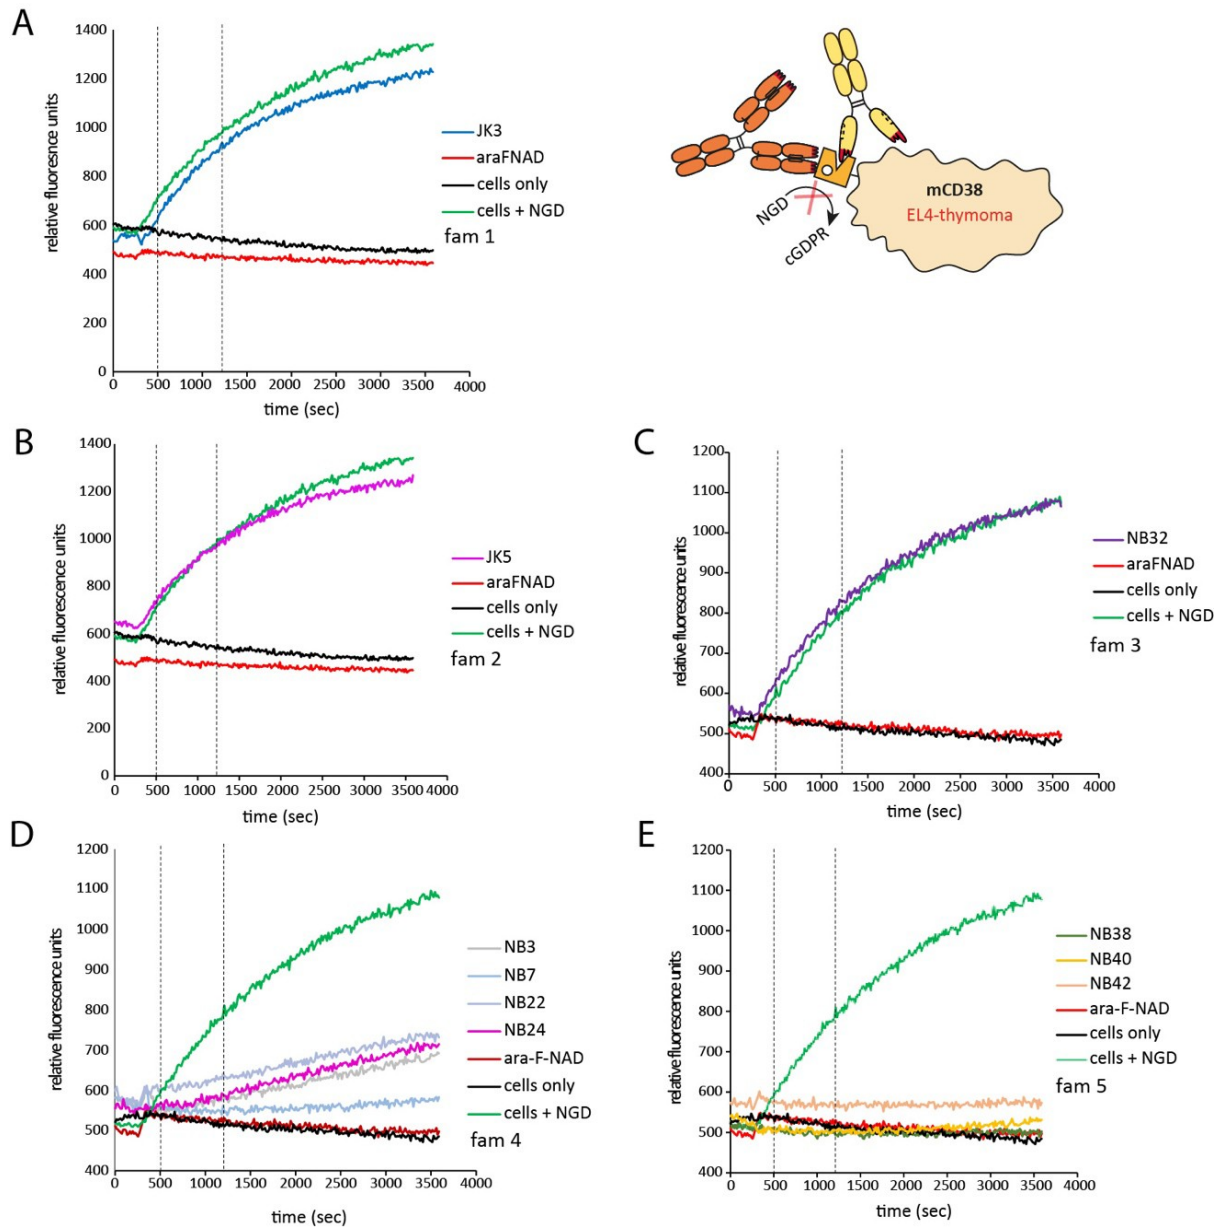 A
1400
1200
1000
800
600
400
200
0
relative fluoresnce units
0 500 1000 1500 2000 2500 3000 3500 4000
time (sec)
JK3
araFNAD
cells only
cells + NGD
fam 1
NGD
cGDPR
mCD38
EL4-thymoma
B
1400
1200
1000
800
600
400
200
0
relative fluorescence units
0 500 1000 1500 2000 2500 3000 3500 4000
time (sec)
JK5
araFNAD
cells only
cells + NGD
fam 2
C
1200
1100
1000
900
800
700
600
500
400
relative fluorescence units
0 500 1000 1500 2000 2500 3000 3500 4000
time (sec)
NB32
araFNAD
cells only
cells + NGD
fam 3
D
1200
1100
1000
900
800
700
600
500
400
relative fluorescence units
0 500 1000 1500 2000 2500 3000 3500 4000
time (sec)
NB3
NB7
NB22
NB24
ara-F-NAD
cells only
cells + NGD
fam 4
E
1200
1100
1000
900
800
700
600
500
400
relative fluorescence units
0 500 1000 1500 2000 2500 3000 3500 4000
time (sec)
NB38
NB40
NB42
ara-F-NAD
cells only
cells + NGD
fam 5